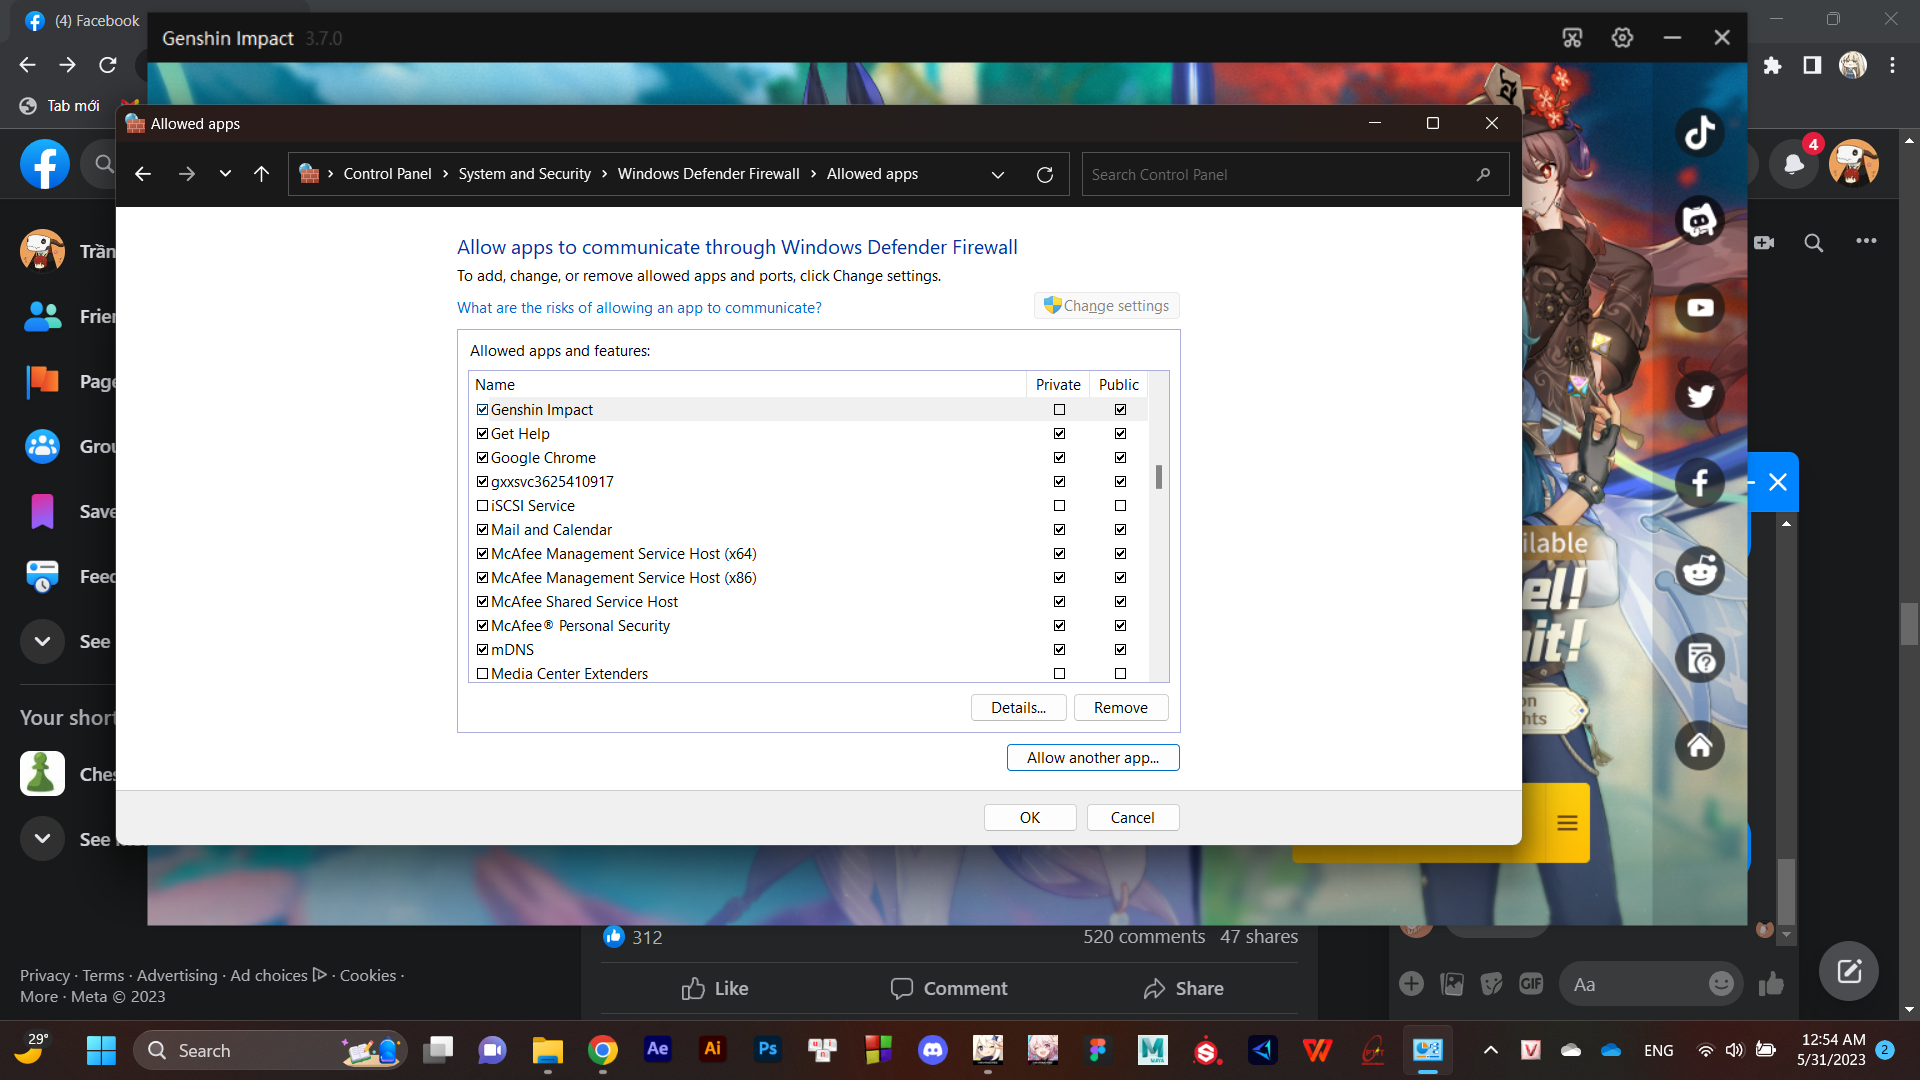 (4) Facebook
Genshin Impact 3.7.0
Tab mới
Allowed apps
Control Panel › System and Security › Windows Defender Firewall › Allowed apps
Search Control Panel
4
Allow apps to communicate through Windows Defender Firewall
To add, change, or remove allowed apps and ports, click Change settings.
What are the risks of allowing an app to communicate?
Change settings
Allowed apps and features:
Name Private Public
Genshin Impact
Get Help
Google Chrome
gxxsvc3625410917
iSCSI Service
Mail and Calendar
McAfee Management Service Host (x64)
McAfee Management Service Host (x86)
McAfee Shared Service Host
McAfee® Personal Security
mDNS
Media Center Extenders
Details...
Remove
Allow another app...
OK
Cancel
Trần
Frien
Page
Grou
Save
Feed
See
Your short
Ches
See
ilable
el!
nit!
on
hts
312
520 comments 47 shares
Like
Comment
Share
GIF
Aa
Privacy · Terms · Advertising · Ad choices · Cookies ·
More · Meta © 2023
29°
Search
Ae
Ai
Ps
M
ENG
12:54 AM
5/31/2023
2